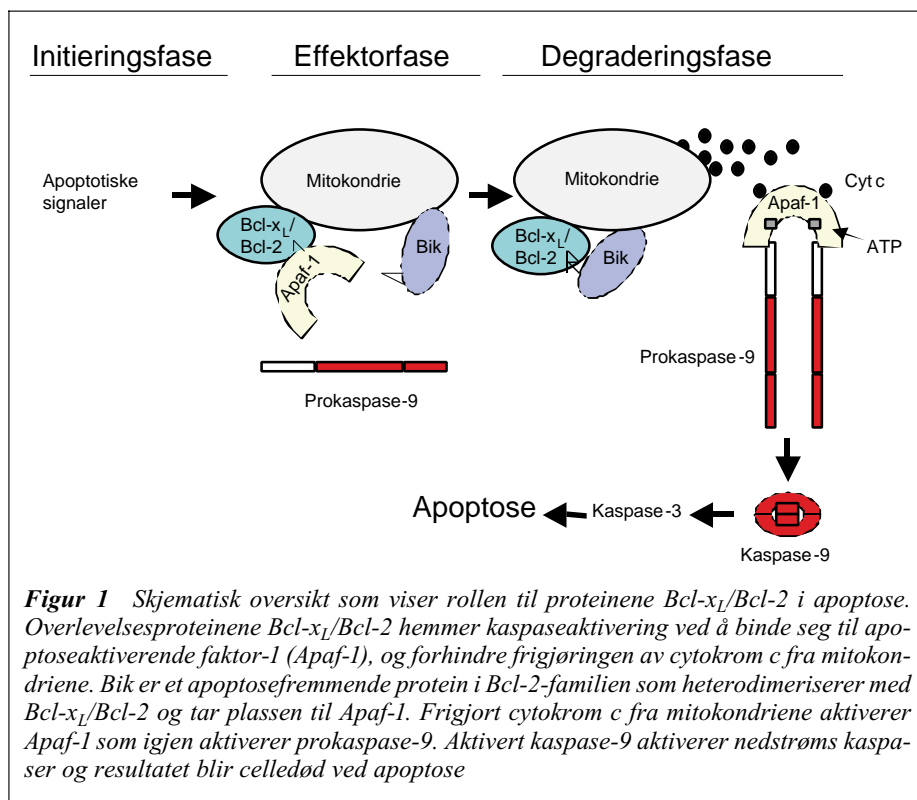 Initieringsfase
Effektorfase
Degraderingsfase
Apoptotiske
signaler
Mitokondrie
Bcl-xL/
Bcl-2
Apaf-1
Bik
Prokaspase-9
Mitokondrie
Bcl-xL/
Bcl-2
Bik
Cyt c
Apaf-1
ATP
Prokaspase-9
Apoptose
Kaspase-3
Kaspase-9
Figur 1 Skjematisk oversikt som viser rollen til proteinene Bcl-xL/Bcl-2 i apoptose.
Overlevelsesproteinene Bcl-xL/Bcl-2 hemmer kaspaseaktivering ved å binde seg til apo-
ptoseaktiverende faktor-1 (Apaf-1), og forhindre frigjøringen av cytokrom c fra mitokon-
driene. Bik er et apoptosefremmende protein i Bcl-2-familien som heterodimeriserer med
Bcl-xL/Bcl-2 og tar plassen til Apaf-1. Frigjort cytokrom c fra mitokondriene aktiverer
Apaf-1 som igjen aktiverer prokaspase-9. Aktivert kaspase-9 aktiverer nedstrøms kaspa-
ser og resultatet blir celledød ved apoptose